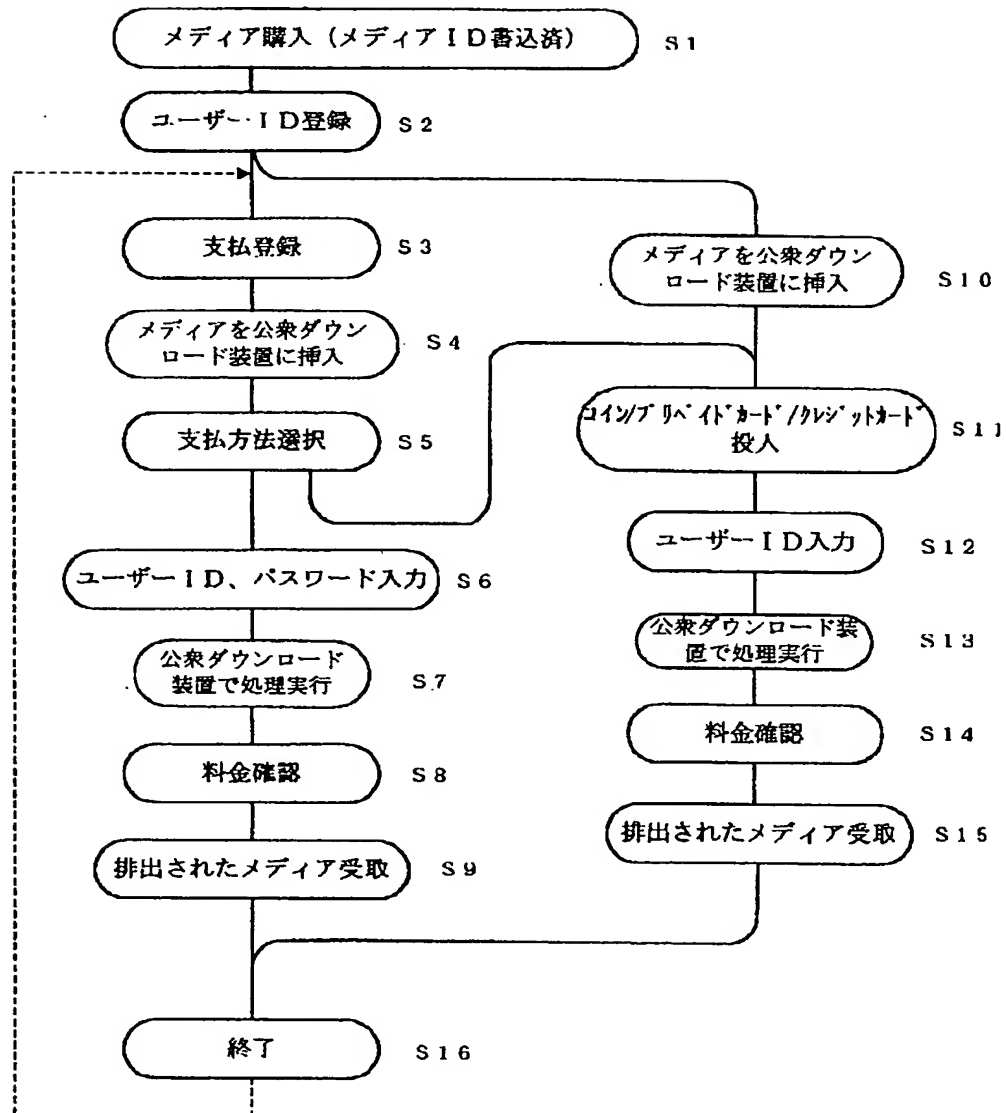 メディア購入（メディアＩＤ書込済） S1
ユーザーＩＤ登録 S2
支払登録 S3
メディアを公衆ダウン
ロード装置に挿入 S4
支払方法選択 S5
ユーザーＩＤ、パスワード入力 S6
公衆ダウンロード
装置で処理実行 S7
料金確認 S8
排出されたメディア受取 S9
メディアを公衆ダウン
ロード装置に挿入 S10
ｺｲﾝ/ﾌﾟﾘﾍﾟｲﾄﾞｶｰﾄﾞ/ｸﾚｼﾞｯﾄｶｰﾄﾞ
投入 S11
ユーザーＩＤ入力 S12
公衆ダウンロード装
置で処理実行 S13
料金確認 S14
排出されたメディア受取 S15
終了 S16